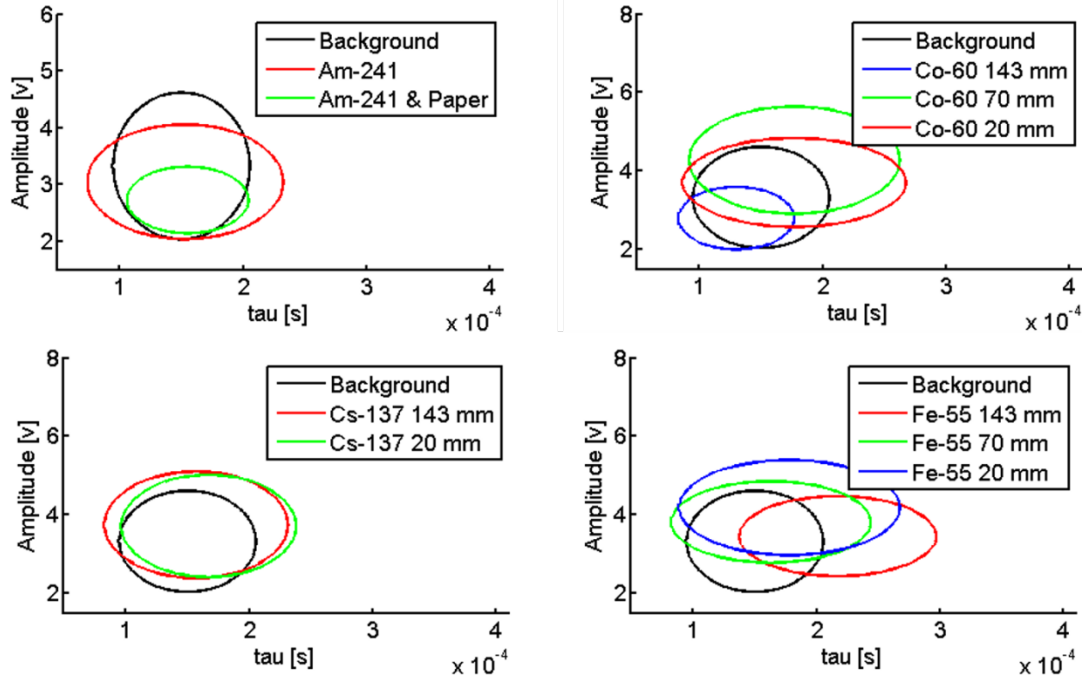 6
5
4
3
2
Amplitude [v]
Background
Am-241
Am-241 & Paper
1 2 3 4
tau [s]
x 10^-4
8
6
4
2
Amplitude [v]
Background
Co-60 143 mm
Co-60 70 mm
Co-60 20 mm
1 2 3 4
tau [s]
x 10^-4
8
6
4
2
Amplitude [v]
Background
Cs-137 143 mm
Cs-137 20 mm
1 2 3 4
tau [s]
x 10^-4
8
6
4
2
Amplitude [v]
Background
Fe-55 143 mm
Fe-55 70 mm
Fe-55 20 mm
1 2 3 4
tau [s]
x 10^-4